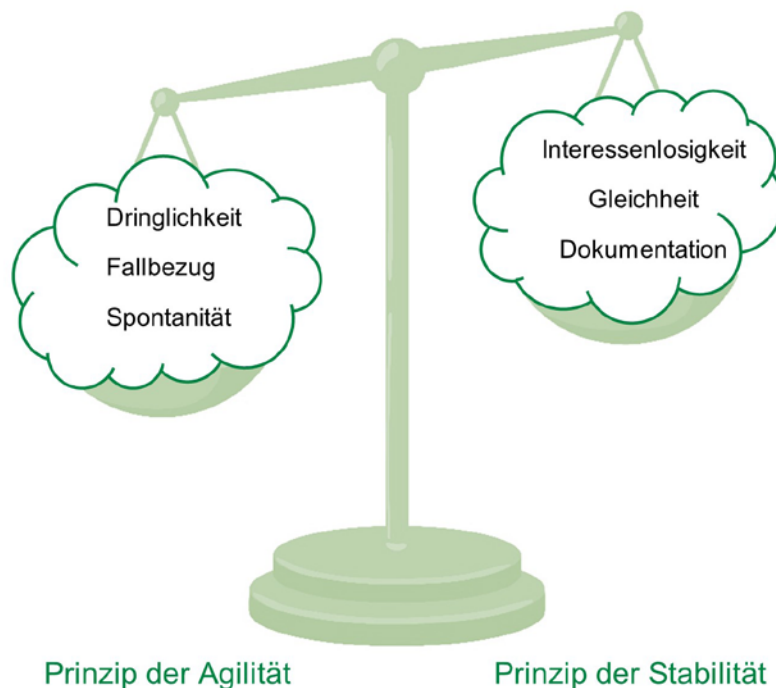 Dringlichkeit
Fallbezug
Spontanität
Interessenlosigkeit
Gleichheit
Dokumentation
Prinzip der Agilität
Prinzip der Stabilität